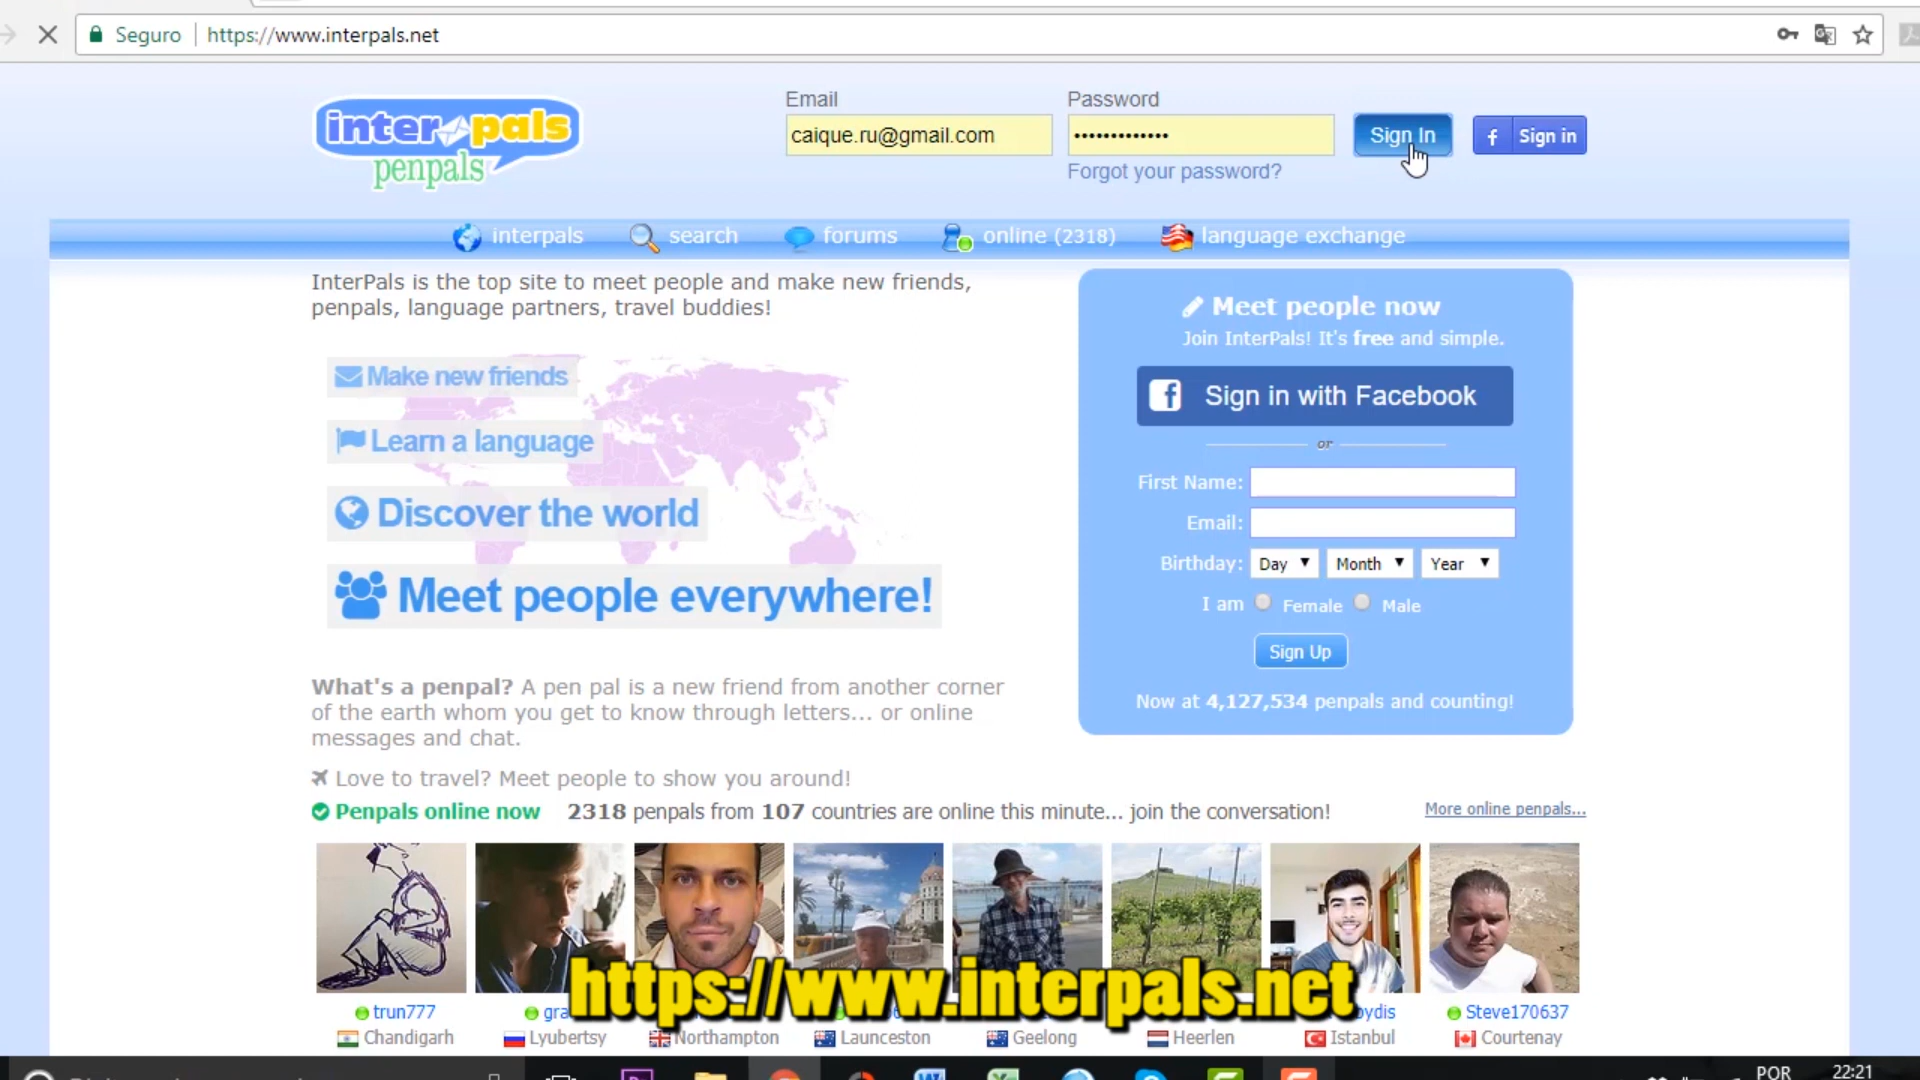 Seguro https://www.interpals.net
Email
Password
inter pals
penpals
caique.ru@gmail.com
•••••••••••••
Sign In
f Sign in
Forgot your password?
interpals
search
forums
online (2318)
language exchange
InterPals is the top site to meet people and make new friends,
penpals, language partners, travel buddies!
Make new friends
Learn a language
Discover the world
Meet people everywhere!
Meet people now
Join InterPals! It's free and simple.
Sign in with Facebook
or
First Name:
Email:
Birthday: Day Month Year
I am Female Male
Sign Up
Now at 4,127,534 penpals and counting!
What's a penpal? A pen pal is a new friend from another corner
of the earth whom you get to know through letters... or online
messages and chat.
Love to travel? Meet people to show you around!
Penpals online now 2318 penpals from 107 countries are online this minute... join the conversation!
More online penpals...
trun777
Steve170637
https://www.interpals.net
Chandigarh
Lyubertsy
Northampton
Launceston
Geelong
Heerlen
Istanbul
Courtenay
POR
22:21